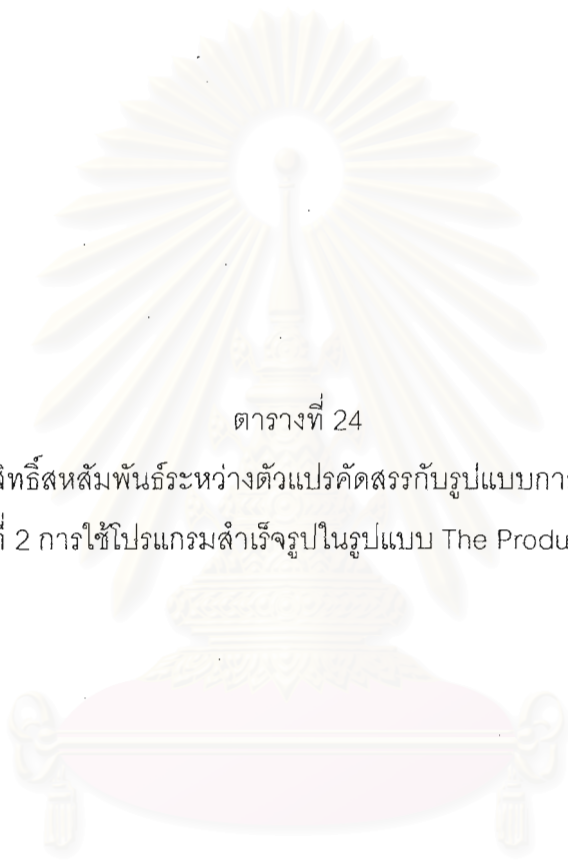 ตารางที่ 24
สิทธิ์สหสัมพันธ์ระหว่างตัวแปรคัดสรรกับรูปแบบการ
ที่ 2 การใช้โปรแกรมสำเร็จรูปในรูปแบบ The Produ